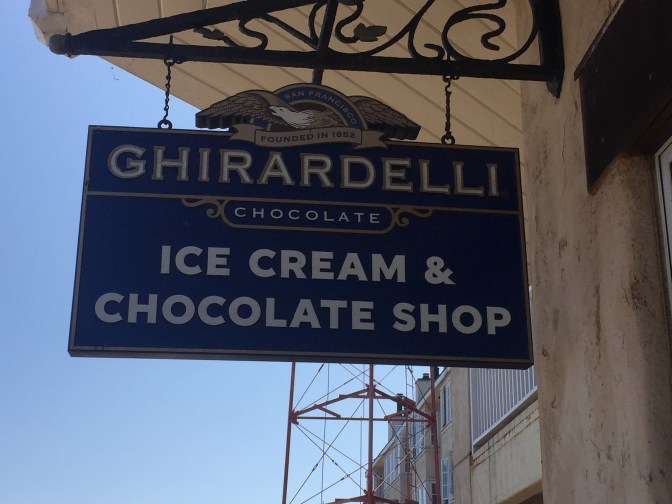 SAN FRANCISCO
FOUNDED IN 1852
GHIRARDELLI
CHOCOLATE
ICE CREAM &
CHOCOLATE SHOP